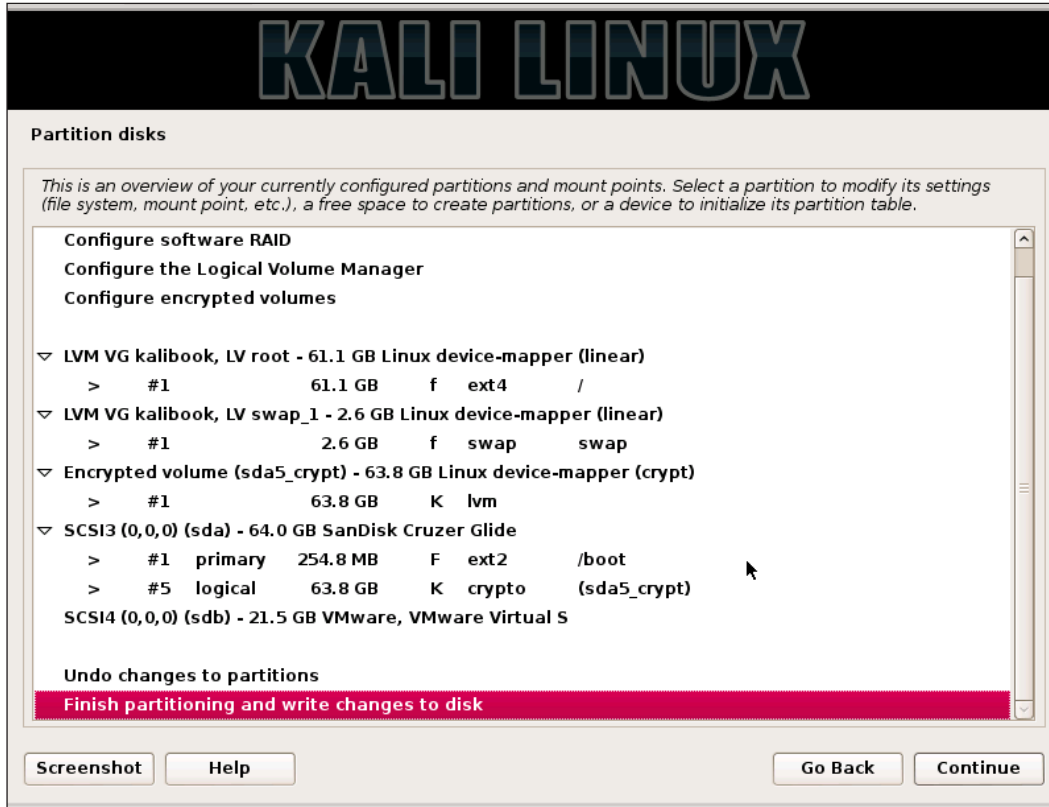 KALI LINUX
Partition disks
This is an overview of your currently configured partitions and mount points. Select a partition to modify its settings
(file system, mount point, etc.), a free space to create partitions, or a device to initialize its partition table.
Configure software RAID
Configure the Logical Volume Manager
Configure encrypted volumes
LVM VG kalibook, LV root - 61.1 GB Linux device-mapper (linear)
> #1 61.1 GB f ext4 /
LVM VG kalibook, LV swap_1 - 2.6 GB Linux device-mapper (linear)
> #1 2.6 GB f swap swap
Encrypted volume (sda5_crypt) - 63.8 GB Linux device-mapper (crypt)
> #1 63.8 GB K lvm
SCSI3 (0,0,0) (sda) - 64.0 GB SanDisk Cruzer Glide
> #1 primary 254.8 MB F ext2 /boot
> #5 logical 63.8 GB K crypto (sda5_crypt)
SCSI4 (0,0,0) (sdb) - 21.5 GB VMware, VMware Virtual S
Undo changes to partitions
Finish partitioning and write changes to disk
Screenshot Help Go Back Continue